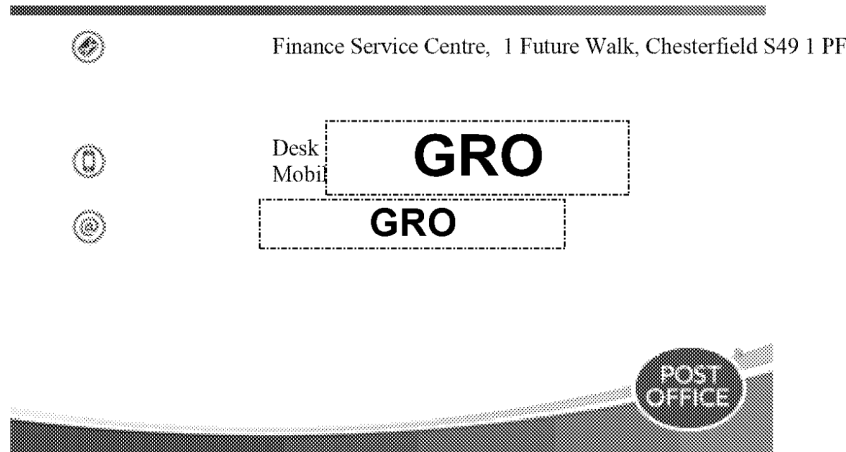 Finance Service Centre, 1 Future Walk, Chesterfield S49 1 PF
Desk
GRO
Mobil
GRO
POST
OFFICE